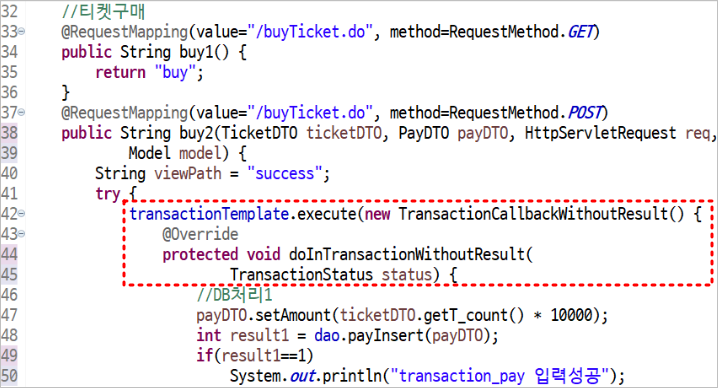 32 //티켓구매
33 @RequestMapping(value="/buyTicket.do", method=RequestMethod.GET)
34 public String buy1() {
35 return "buy";
36 }
37 @RequestMapping(value="/buyTicket.do", method=RequestMethod.POST)
38 public String buy2(TicketDTO ticketDTO, PayDTO payDTO, HttpServletRequest req,
39 Model model) {
40 String viewPath = "success";
41 try {
42 transactionTemplate.execute(new TransactionCallbackWithoutResult() {
43 @Override
44 protected void doInTransactionWithoutResult(
45 TransactionStatus status) {
46 //DB처리1
47 payDTO.setAmount(ticketDTO.getT_count() * 10000);
48 int result1 = dao.payInsert(payDTO);
49 if(result1==1)
50 System.out.println("transaction_pay 입력성공");